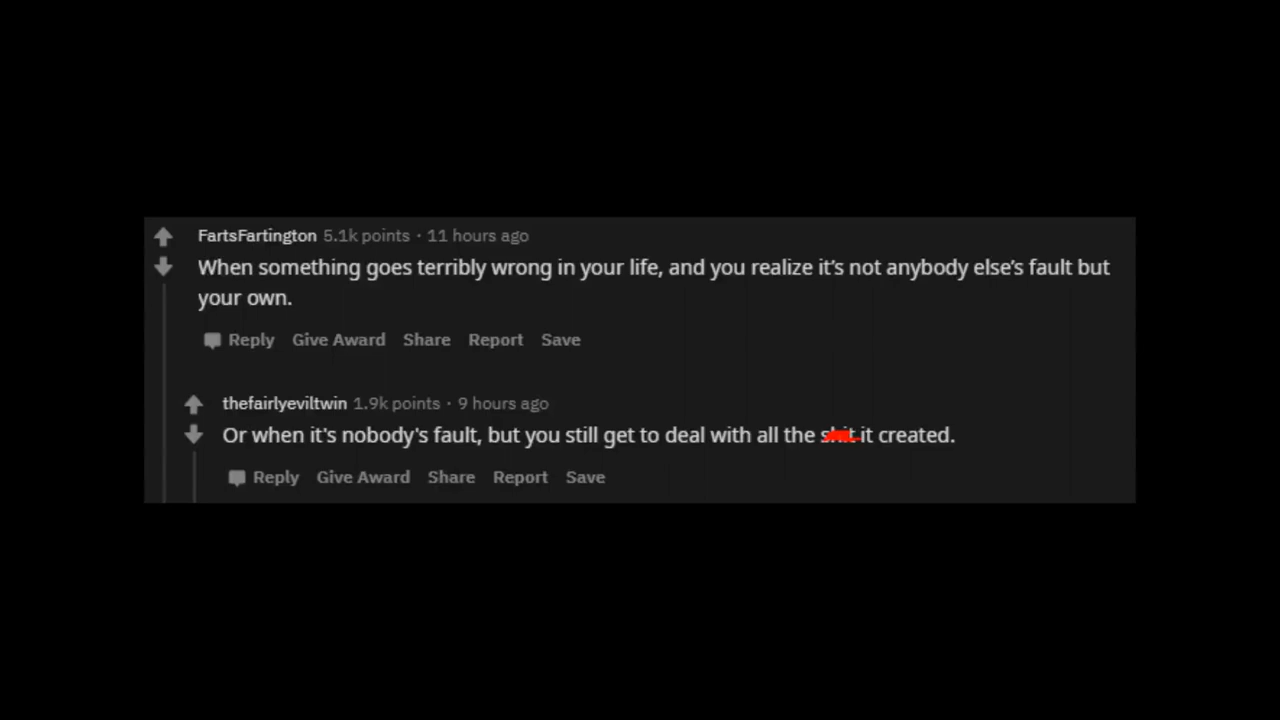 FartsFartington 5.1k points · 11 hours ago
When something goes terribly wrong in your life, and you realize it's not anybody else's fault but
your own.
Reply Give Award Share Report Save
thefairlyeviltwin 1.9k points · 9 hours ago
Or when it's nobody's fault, but you still get to deal with all the shit it created.
Reply Give Award Share Report Save